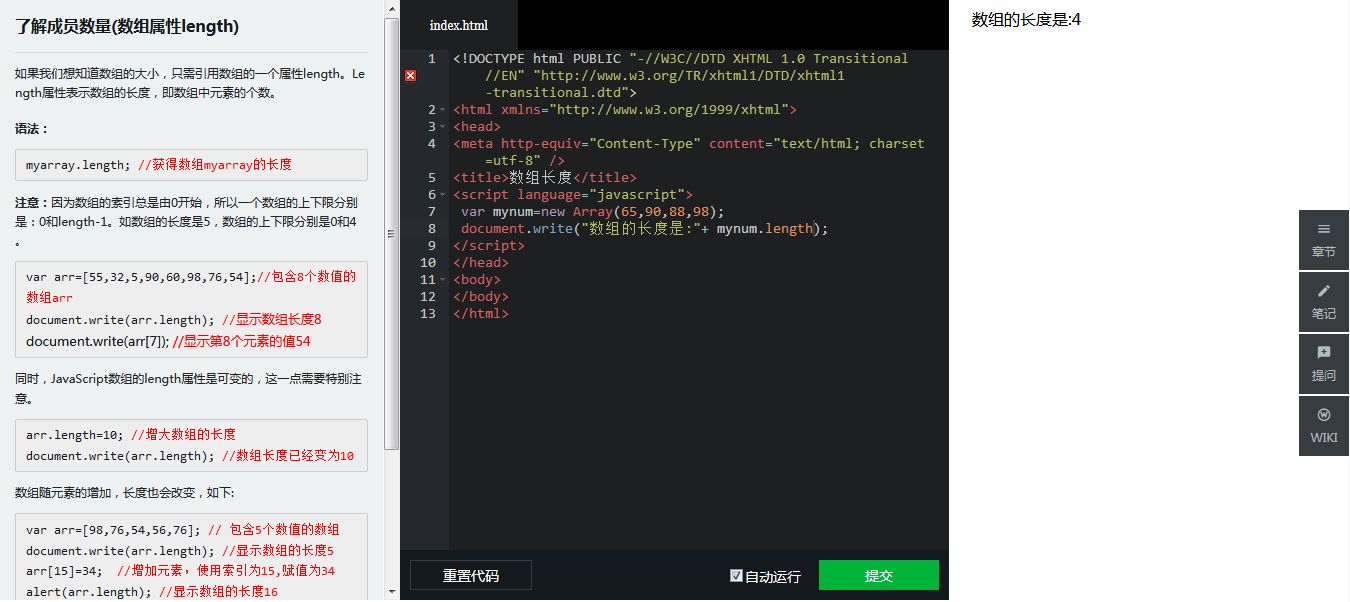 了解成员数量(数组属性length)
如果我们想知道数组的大小，只需引用数组的一个属性length。Le
ngth属性表示数组的长度，即数组中元素的个数。
语法：
myarray.length; //获得数组myarray的长度
注意：因为数组的索引总是由0开始，所以一个数组的上下限分别
是：0和length-1。如数组的长度是5，数组的上下限分别是0和4
。
var arr=[55,32,5,90,60,98,76,54];//包含8个数值的
数组arr
document.write(arr.length); //显示数组长度8
document.write(arr[7]); //显示第8个元素的值54
同时，JavaScript数组的length属性是可变的，这一点需要特别注
意。
arr.length=10; //增大数组的长度
document.write(arr.length); //数组长度已经变为10
数组随元素的增加，长度也会改变，如下:
var arr=[98,76,54,56,76]; // 包含5个数值的数组
document.write(arr.length); //显示数组的长度5
arr[15]=34;  //增加元素，使用索引为15,赋值为34
alert(arr.length); //显示数组的长度16
index.html
1 <!DOCTYPE html PUBLIC "-//W3C//DTD XHTML 1.0 Transitional
//EN" "http://www.w3.org/TR/xhtml1/DTD/xhtml1
-transitional.dtd">
2 <html xmlns="http://www.w3.org/1999/xhtml">
3 <head>
4 <meta http-equiv="Content-Type" content="text/html; charset
=utf-8" />
5 <title>数组长度</title>
6 <script language="javascript">
7 var mynum=new Array(65,90,88,98);
8 document.write("数组的长度是:"+ mynum.length);
9 </script>
10 </head>
11 <body>
12 </body>
13 </html>
重置代码
自动运行
提交
数组的长度是:4
章节
笔记
提问
WIKI